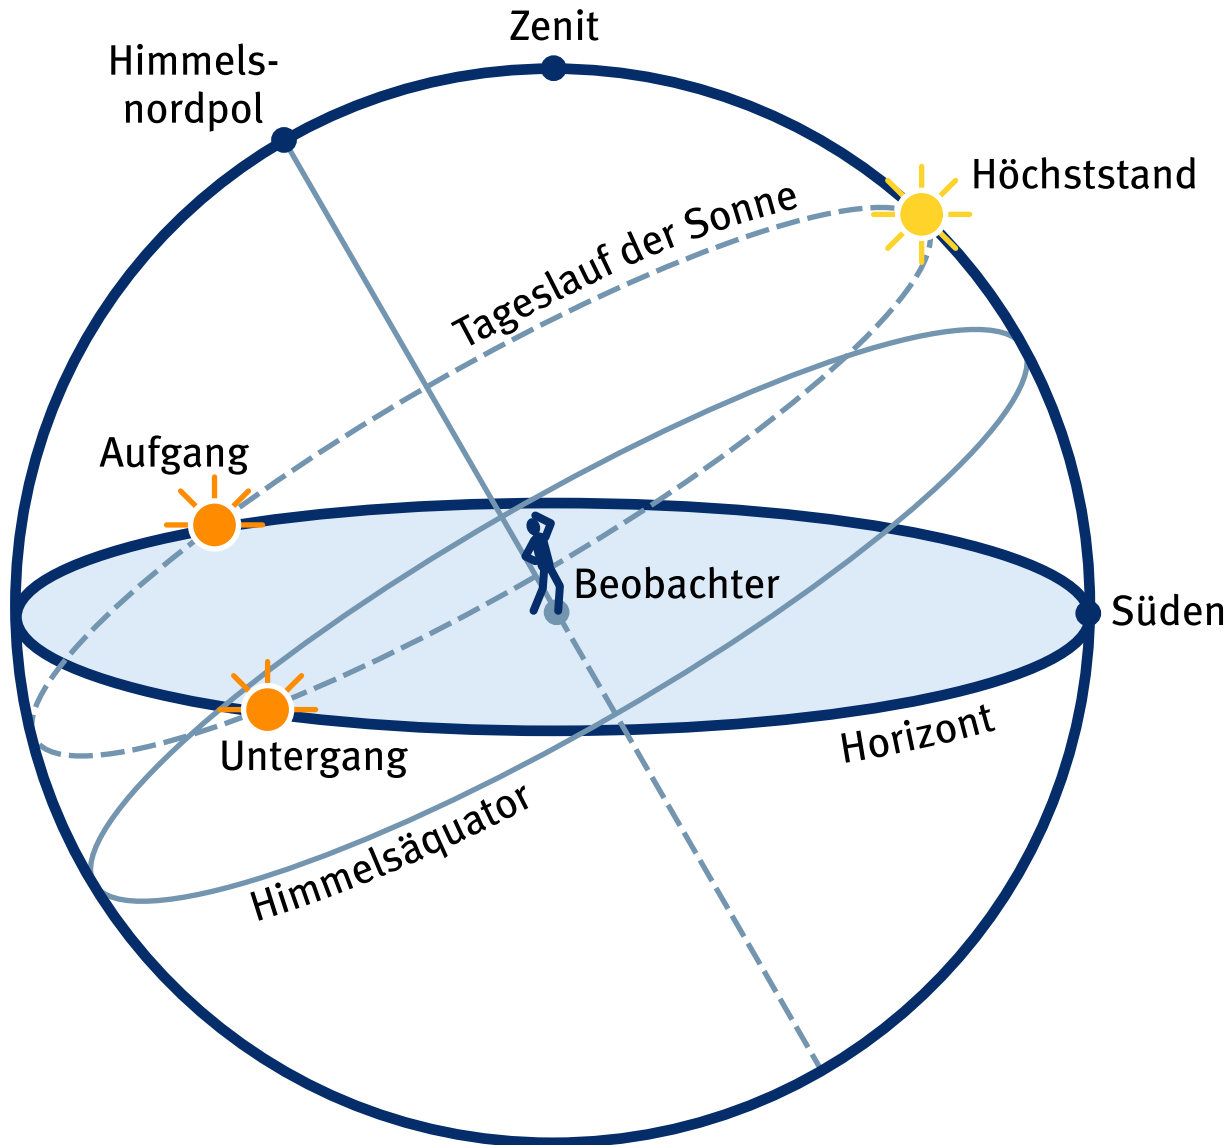 Zenit
Himmels-
nordpol
Höchststand
Tageslauf der Sonne
Aufgang
Beobachter
Süden
Untergang
Horizont
Himmelsäquator